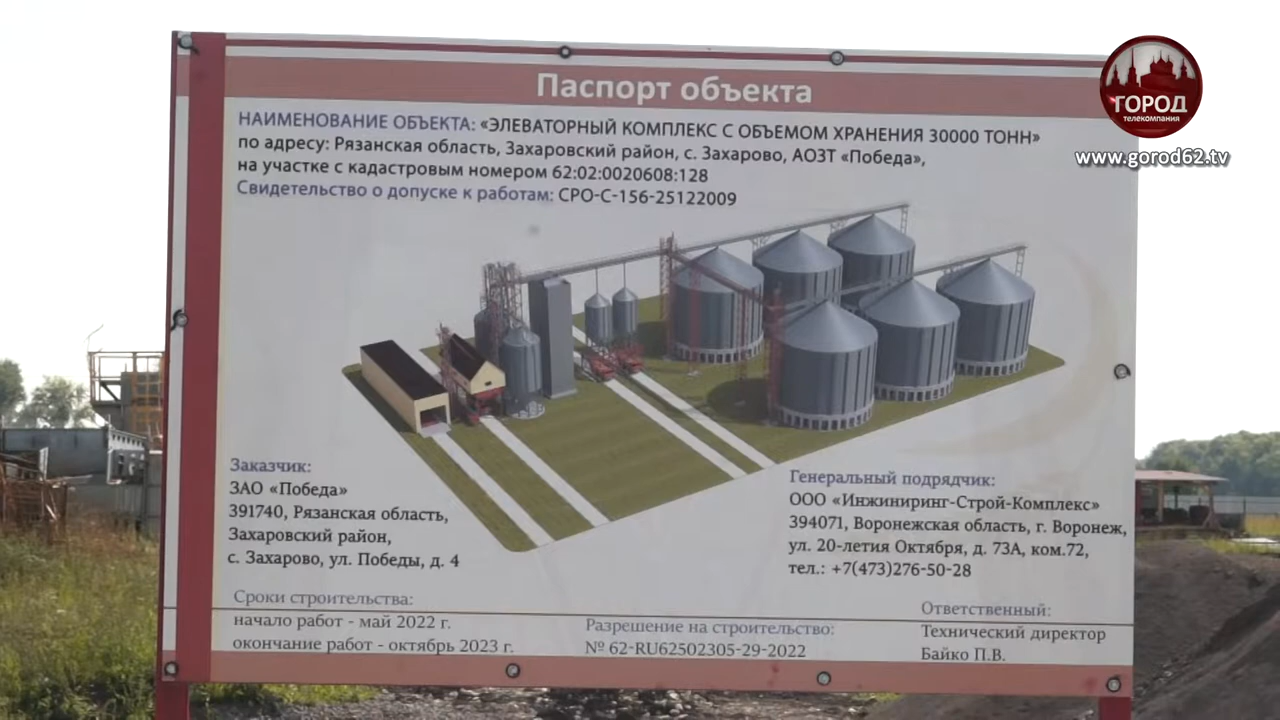 Паспорт объекта
ГОРОД
телекомпания
www.gorod62.tv
НАИМЕНОВАНИЕ ОБЪЕКТА: «ЭЛЕВАТОРНЫЙ КОМПЛЕКС С ОБЪЕМОМ ХРАНЕНИЯ 30000 ТОНН»
по адресу: Рязанская область, Захаровский район, с. Захарово, АОЗТ «Победа»,
на участке с кадастровым номером 62:02:0020608:128
Свидетельство о допуске к работам: СРО-С-156-25122009
Заказчик:
ЗАО «Победа»
391740, Рязанская область,
Захаровский район,
с. Захарово, ул. Победы, д. 4
Генеральный подрядчик:
ООО «Инжиниринг-Строй-Комплекс»
394071, Воронежская область, г. Воронеж,
ул. 20-летия Октября, д. 73А, ком.72,
тел.: +7(473)276-50-28
Сроки строительства:
начало работ - май 2022 г.
окончание работ - октябрь 2023 г.
Разрешение на строительство:
№ 62-RU62502305-29-2022
Ответственный:
Технический директор
Байко П.В.